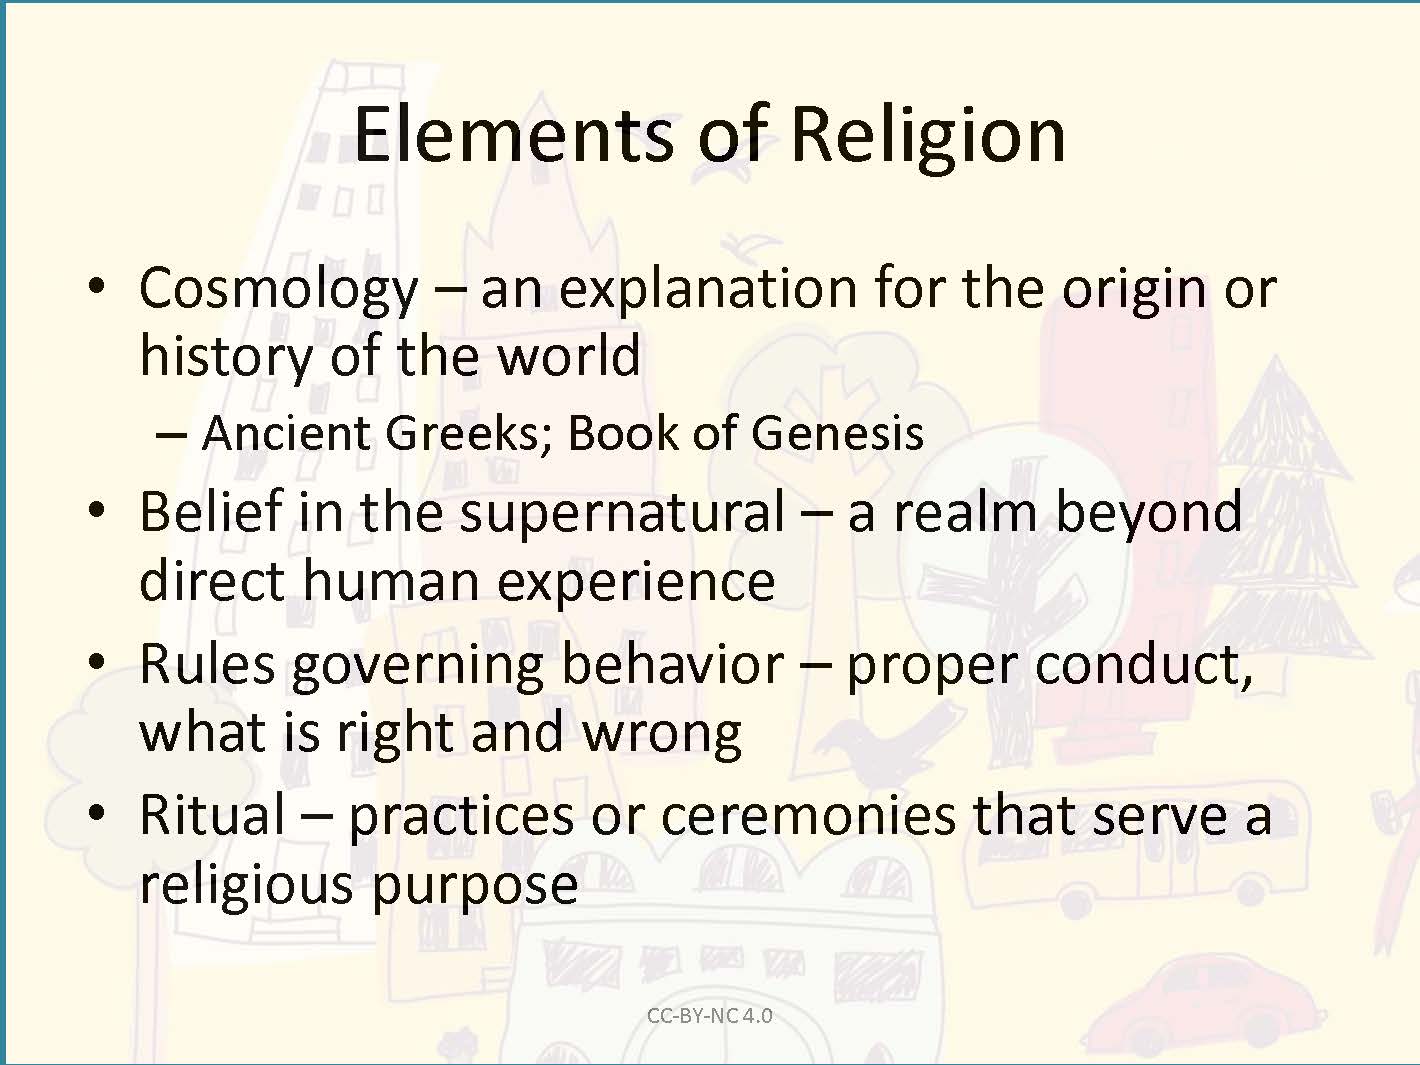 Elements of Religion
• Cosmology – an explanation for the origin or
history of the world
– Ancient Greeks; Book of Genesis
• Belief in the supernatural – a realm beyond
direct human experience
• Rules governing behavior – proper conduct,
what is right and wrong
• Ritual – practices or ceremonies that serve a
religious purpose
CC-BY-NC 4.0